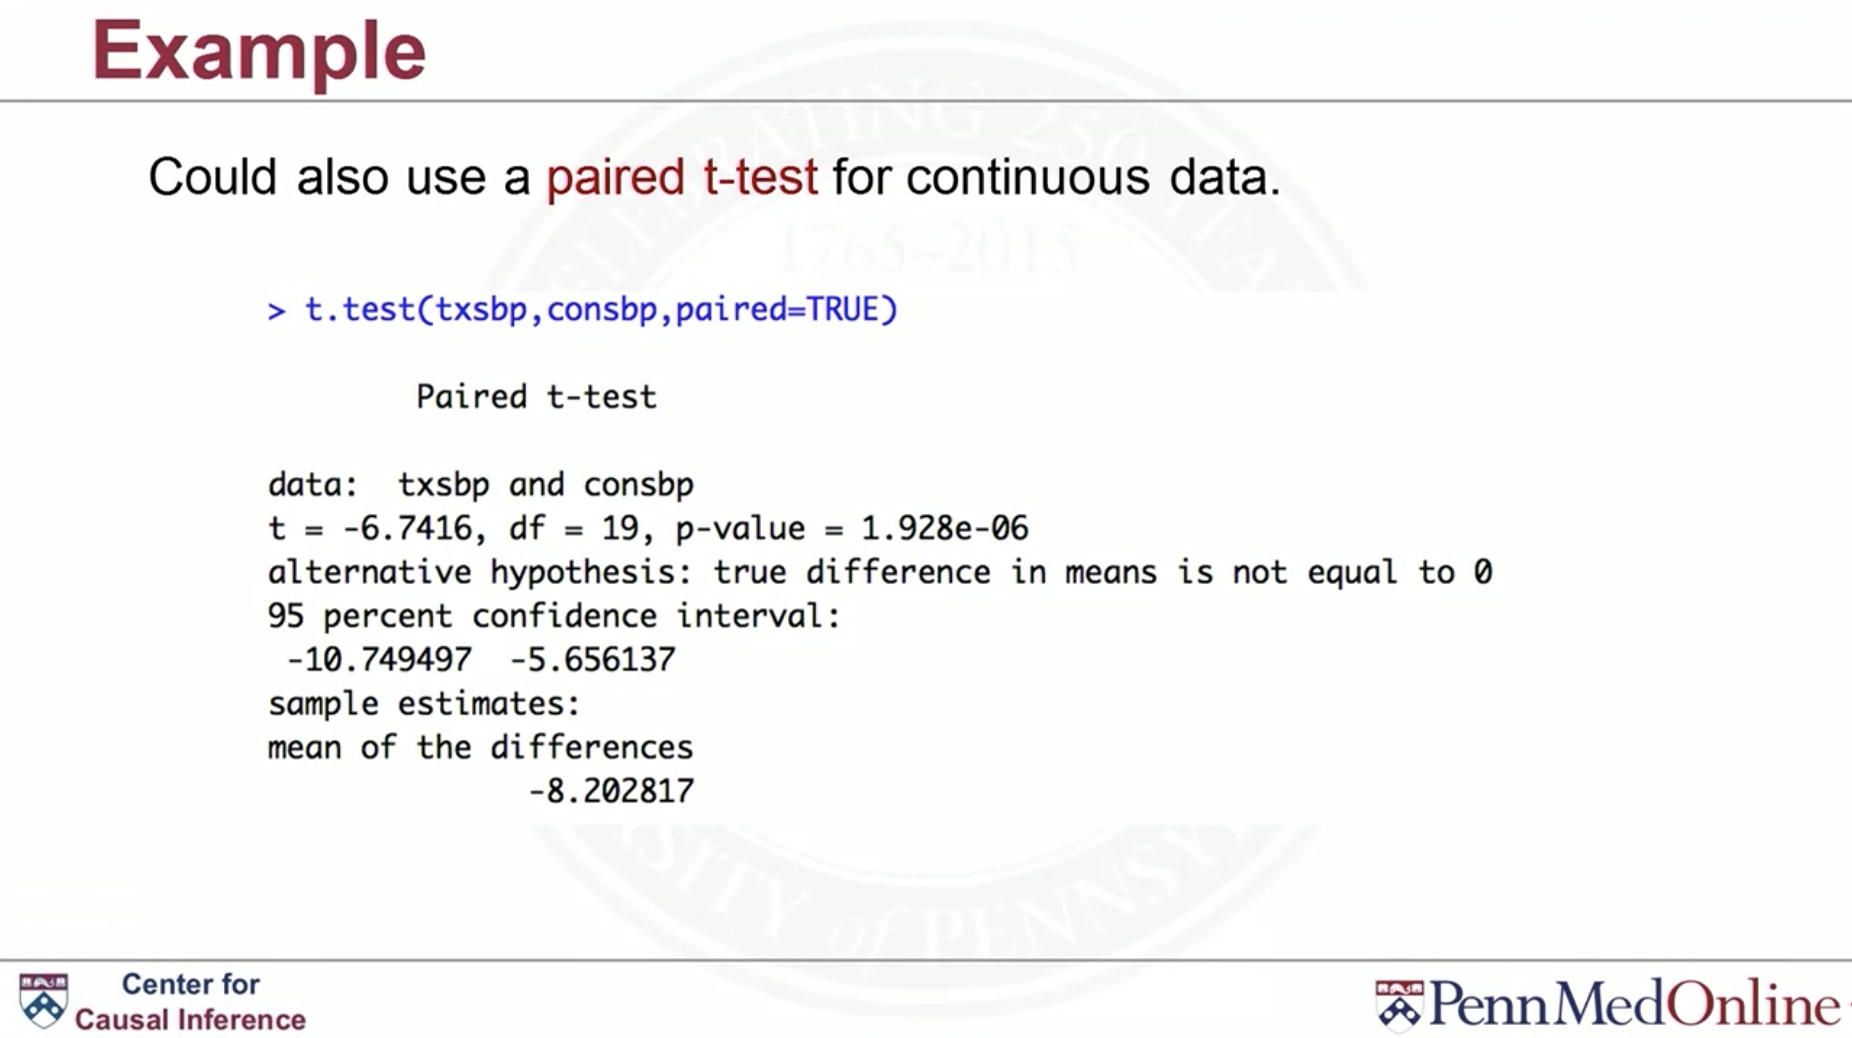 Example
Could also use a paired t-test for continuous data.
> t.test(txsbp,consbp,paired=TRUE)
Paired t-test
data:  txsbp and consbp
t = -6.7416, df = 19, p-value = 1.928e-06
alternative hypothesis: true difference in means is not equal to 0
95 percent confidence interval:
-10.749497  -5.656137
sample estimates:
mean of the differences
-8.202817
1765–2015
Center for
Causal Inference
PennMedOnline